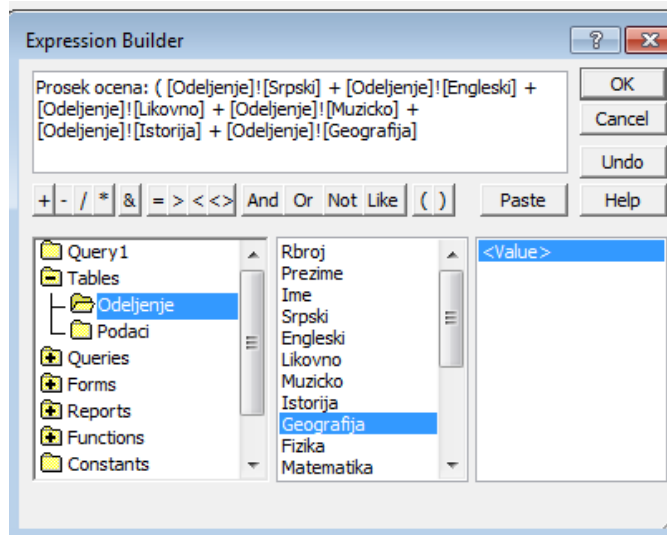 Expression Builder
Prosek ocena: ( [Odeljenje]![Srpski] + [Odeljenje]![Engleski] +
[Odeljenje]![Likovno] + [Odeljenje]![Muzicko] +
[Odeljenje]![Istorija] + [Odeljenje]![Geografija]
OK
Cancel
Undo
+ - / * & = > < <> And Or Not Like ( ) Paste Help
Query1
Tables
Odeljenje
Podaci
Queries
Forms
Reports
Functions
Constants
Rbroj
Prezime
Ime
Srpski
Engleski
Likovno
Muzicko
Istorija
Geografija
Fizika
Matematika
<Value>